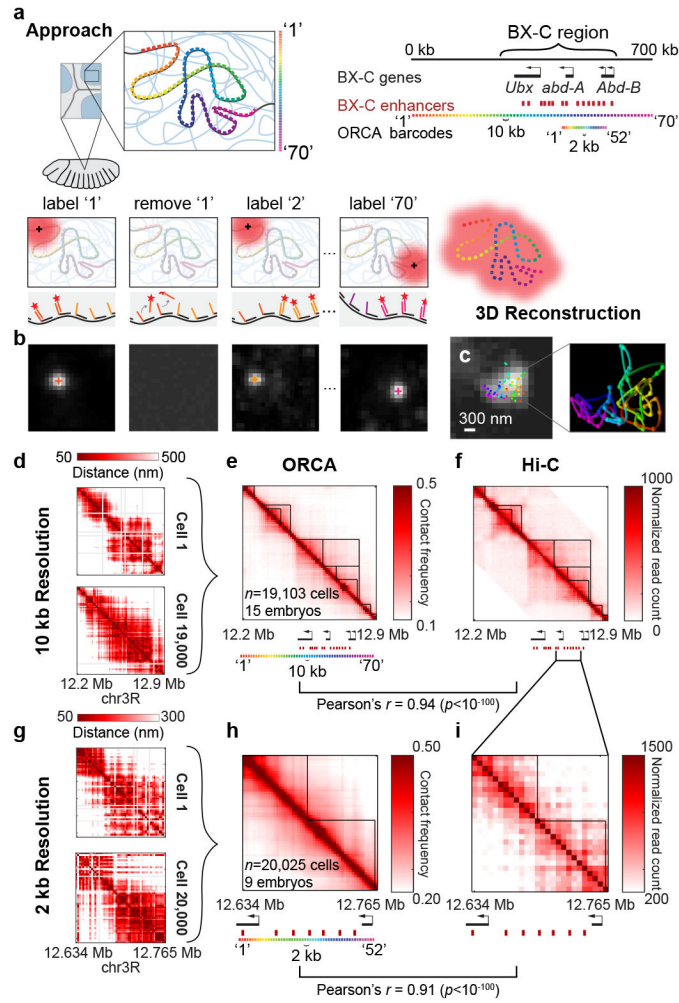 a
Approach
'1'
'70'
BX-C region
0 kb
700 kb
BX-C genes
Ubx abd-A Abd-B
BX-C enhancers
'1'
'70'
10 kb
ORCA barcodes
'1'
'52'
2 kb
label '1'
remove '1'
label '2'
label '70'
...
...
3D Reconstruction
b
...
c
300 nm
d
50
500
Distance (nm)
10 kb Resolution
Cell 1
Cell 19,000
12.2 Mb
12.9 Mb
chr3R
e
ORCA
n=19,103 cells
15 embryos
0.5
Contact frequency
0.1
12.2 Mb
12.9 Mb
'1'
'70'
10 kb
f
Hi-C
1000
Normalized read count
0
12.2 Mb
12.9 Mb
Pearson's r = 0.94 (p<10-100)
g
50
300
Distance (nm)
2 kb Resolution
Cell 1
Cell 20,000
12.634 Mb
12.765 Mb
chr3R
h
n=20,025 cells
9 embryos
0.50
Contact frequency
0.20
12.634 Mb
12.765 Mb
'1'
'52'
2 kb
i
1500
Normalized read count
200
12.634 Mb
12.765 Mb
Pearson's r = 0.91 (p<10-100)